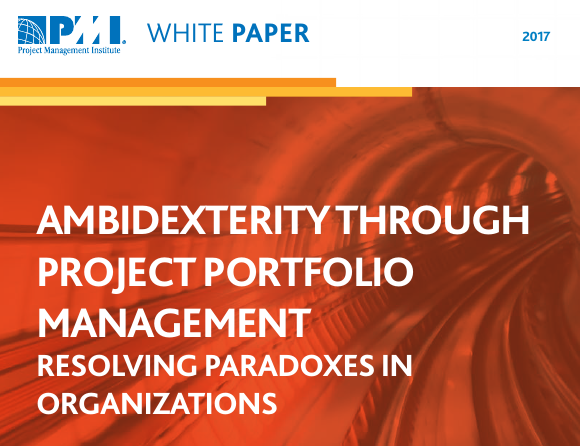 PMI
Project Management Institute
WHITE PAPER
2017
AMBIDEXTERITY THROUGH
PROJECT PORTFOLIO
MANAGEMENT
RESOLVING PARADOXES IN
ORGANIZATIONS